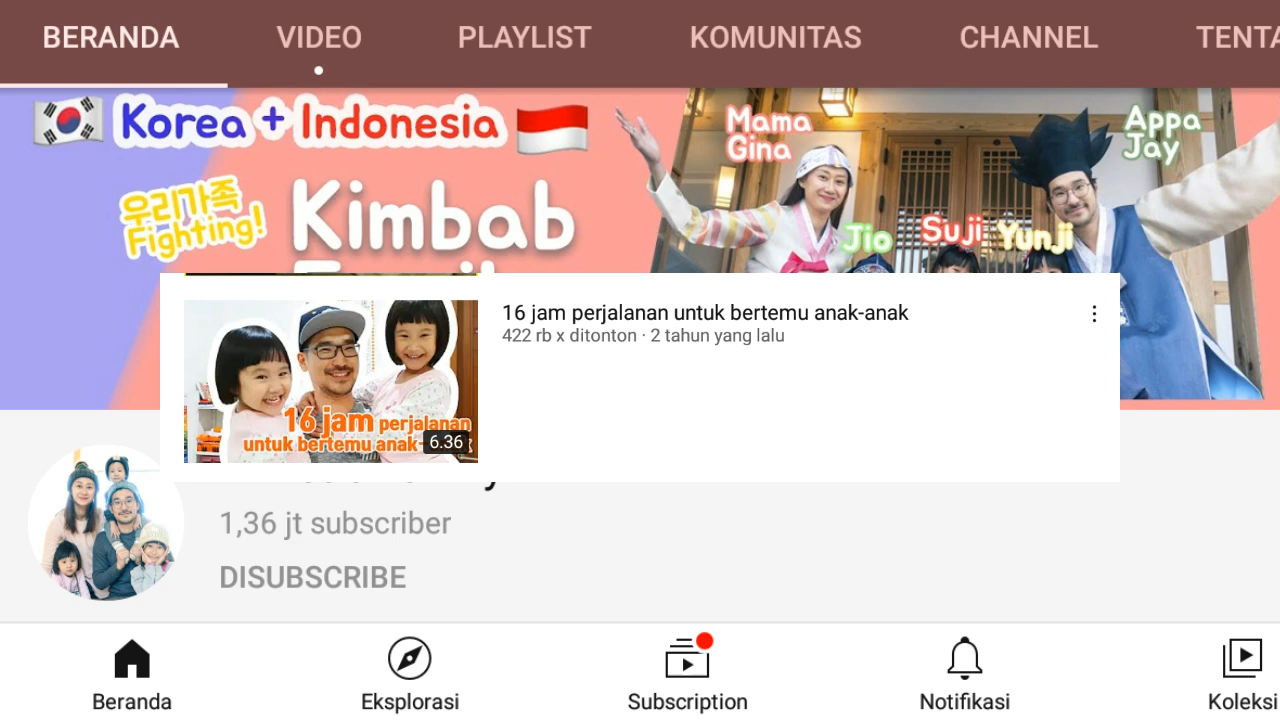 BERANDA VIDEO PLAYLIST KOMUNITAS CHANNEL
Korea + Indonesia
Mama
Gina
Appa
Jay
우리가족
Fighting!
Kimbab
Jio Suji Yunji
16 jam perjalanan untuk bertemu anak-anak
422 rb x ditonton · 2 tahun yang lalu
16 jam perjalanan
untuk bertemu anak-
6.36
1,36 jt subscriber
DISUBSCRIBE
Beranda Eksplorasi Subscription Notifikasi Koleksi